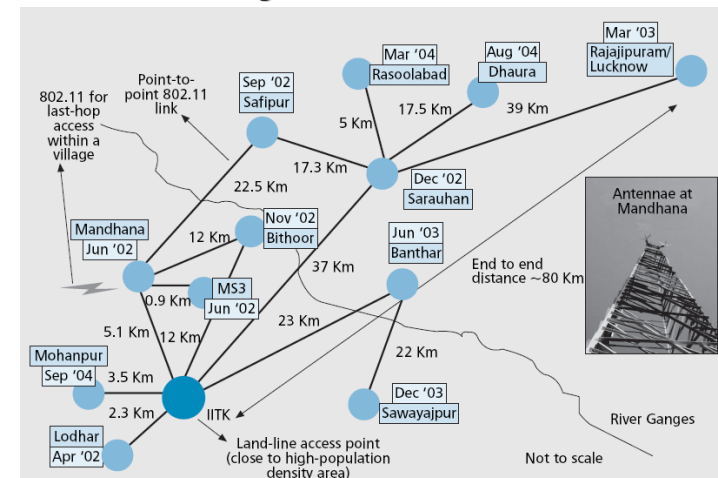 Mar '03
Rajajipuram/
Lucknow
Mar '04
Rasoolabad
Aug '04
Dhaura
Sep '02
Safipur
Point-to-
point 802.11
link
802.11 for
last-hop
access
within a
village
5 Km
17.5 Km
39 Km
17.3 Km
22.5 Km
Dec '02
Sarauhan
Antennae at
Mandhana
Mandhana
Jun '02
12 Km
Nov '02
Bithoor
Jun '03
Banthar
37 Km
End to end
distance ~80 Km
0.9 Km
MS3
Jun '02
5.1 Km
12 Km
23 Km
22 Km
Mohanpur
Sep '04
3.5 Km
2.3 Km
IITK
Dec '03
Sawayajpur
River Ganges
Lodhar
Apr '02
Land-line access point
(close to high-population
density area)
Not to scale